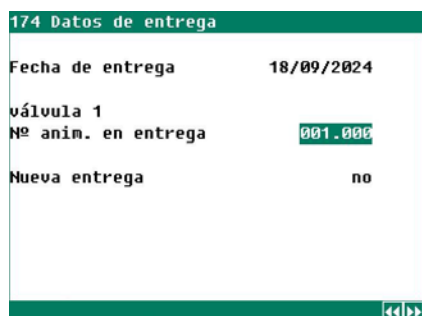 174 Datos de entrega
Fecha de entrega 18/09/2024
válvula 1
Nº anim. en entrega 001.000
Nueva entrega no